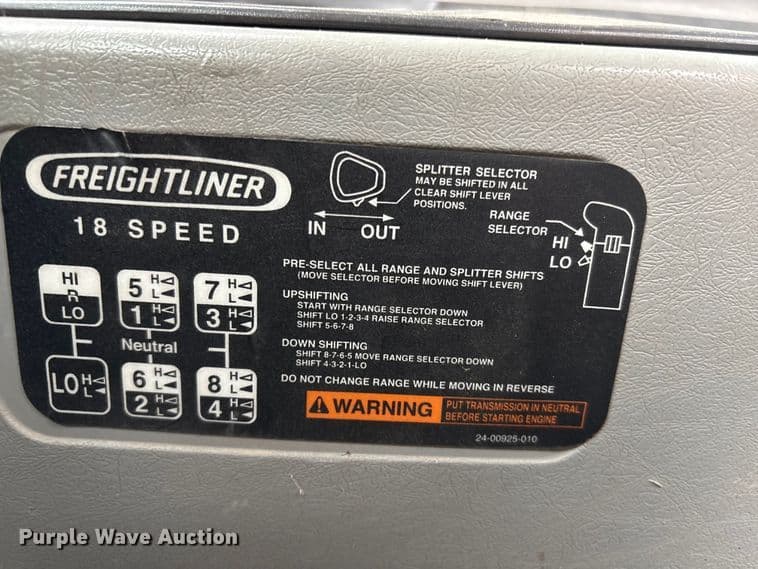 FREIGHTLINER
18 SPEED
HI
R
LO
5 H
L
1 H
L
7 H
L
3 H
L
Neutral
LO H
L
6 H
L
2 H
L
8 H
L
4 H
L
IN OUT
SPLITTER SELECTOR
MAY BE SHIFTED IN ALL
CLEAR SHIFT LEVER
POSITIONS.
RANGE
SELECTOR
HI
LO
PRE-SELECT ALL RANGE AND SPLITTER SHIFTS
(MOVE SELECTOR BEFORE MOVING SHIFT LEVER)
UPSHIFTING
START WITH RANGE SELECTOR DOWN
SHIFT LO 1-2-3-4 RAISE RANGE SELECTOR
SHIFT 5-6-7-8
DOWN SHIFTING
SHIFT 8-7-6-5 MOVE RANGE SELECTOR DOWN
SHIFT 4-3-2-1-LO
DO NOT CHANGE RANGE WHILE MOVING IN REVERSE
WARNING
PUT TRANSMISSION IN NEUTRAL
BEFORE STARTING ENGINE
24-00925-010
Purple Wave Auction